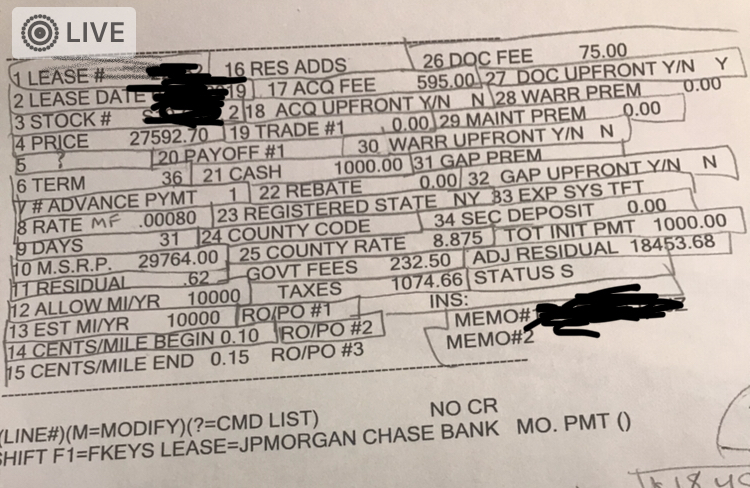 LIVE
1 LEASE # 16 RES ADDS 26 DOC FEE 75.00
2 LEASE DATE 19 17 ACQ FEE 595.00 27 DOC UPFRONT Y/N Y
3 STOCK # 2 18 ACQ UPFRONT Y/N N 28 WARR PREM 0.00
4 PRICE 27592.70 19 TRADE #1 0.00 29 MAINT PREM 0.00
5 ? 20 PAYOFF #1 30 WARR UPFRONT Y/N N
6 TERM 36 21 CASH 1000.00 31 GAP PREM
7 # ADVANCE PYMT 1 22 REBATE 0.00 32 GAP UPFRONT Y/N N
8 RATE MF .00080 23 REGISTERED STATE NY 33 EXP SYS TFT
9 DAYS 31 24 COUNTY CODE 34 SEC DEPOSIT 0.00
10 M.S.R.P. 29764.00 25 COUNTY RATE 8.875 TOT INIT PMT 1000.00
11 RESIDUAL .62 GOVT FEES 232.50 ADJ RESIDUAL 18453.68
12 ALLOW MI/YR 10000 TAXES 1074.66 STATUS S
13 EST MI/YR 10000 RO/PO #1 INS:
14 CENTS/MILE BEGIN 0.10 RO/PO #2 MEMO#
15 CENTS/MILE END 0.15 RO/PO #3 MEMO#2
(LINE#)(M=MODIFY)(?=CMD LIST) NO CR
SHIFT F1=FKEYS LEASE=JPMORGAN CHASE BANK MO. PMT ()